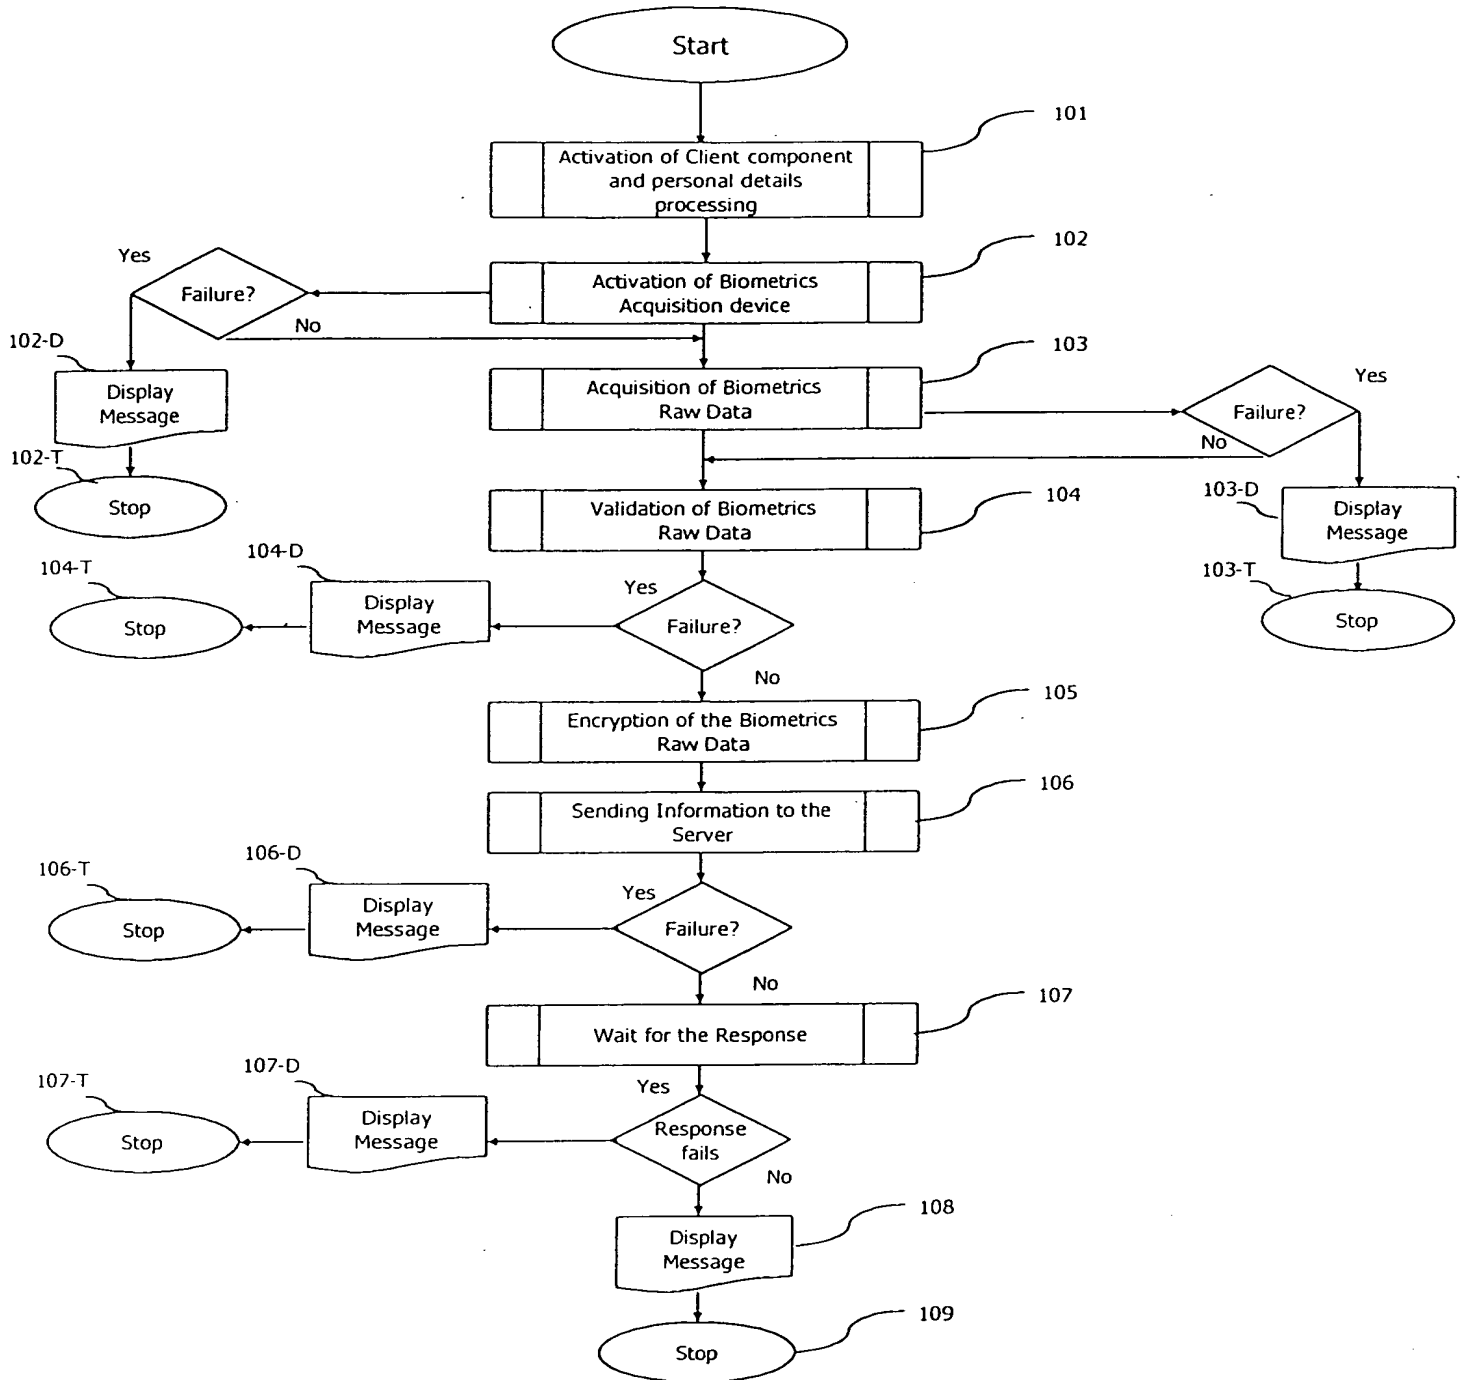 Start
101
Activation of Client component
and personal details
processing
102
Yes
Failure?
Activation of Biometrics
Acquisition device
No
102-D
Display
Message
102-T
Stop
103
Acquisition of Biometrics
Raw Data
Yes
Failure?
No
103-D
Display
Message
103-T
Stop
104
Validation of Biometrics
Raw Data
104-T
104-D
Yes
Stop
Display
Message
Failure?
No
105
Encryption of the Biometrics
Raw Data
106
Sending Information to the
Server
106-T
106-D
Yes
Stop
Display
Message
Failure?
No
107
Wait for the Response
107-T
107-D
Yes
Stop
Display
Message
Response
fails
No
108
Display
Message
109
Stop